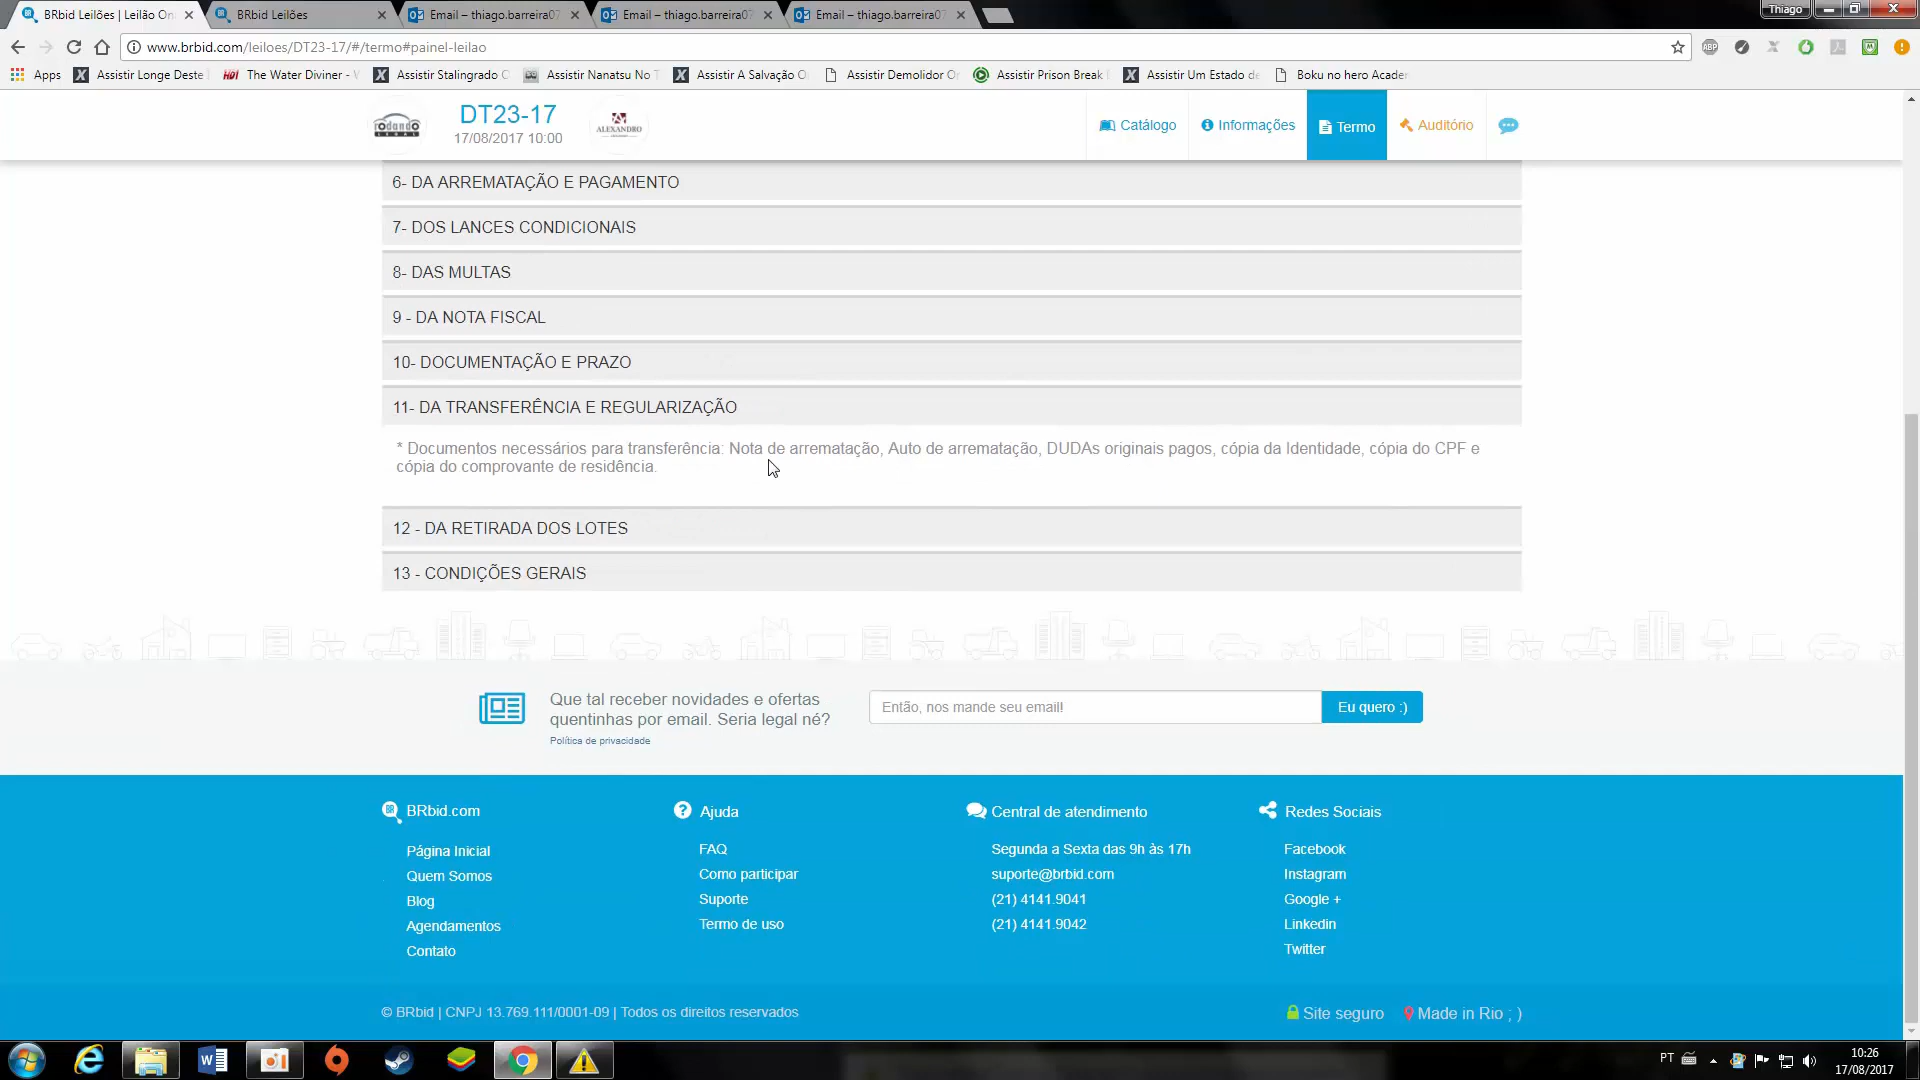 BRbid Leilões | Leilão On
BRbid Leilões
Email – thiago.barreira07
Email – thiago.barreira07
Email – thiago.barreira07
Thiago
www.brbid.com/leiloes/DT23-17/#/termo#painel-leilao
ABP
Apps
Assistir Longe Deste
HD!
The Water Diviner -
Assistir Stalingrado
Assistir Nanatsu No T
Assistir A Salvação
Assistir Demolidor
Assistir Prison Break
Assistir Um Estado de
Boku no hero Acade
rodando
LEGAL
DT23-17
17/08/2017 10:00
ALEXANDRO
Catálogo
Informações
Termo
Auditório
6- DA ARREMATAÇÃO E PAGAMENTO
7- DOS LANCES CONDICIONAIS
8- DAS MULTAS
9 - DA NOTA FISCAL
10- DOCUMENTAÇÃO E PRAZO
11- DA TRANSFERÊNCIA E REGULARIZAÇÃO
* Documentos necessários para transferência: Nota de arrematação, Auto de arrematação, DUDAs originais pagos, cópia da Identidade, cópia do CPF e
cópia do comprovante de residência.
12 - DA RETIRADA DOS LOTES
13 - CONDIÇÕES GERAIS
Que tal receber novidades e ofertas
quentinhas por email. Seria legal né?
Política de privacidade
Então, nos mande seu email!
Eu quero :)
BRbid.com
Página Inicial
Quem Somos
Blog
Agendamentos
Contato
Ajuda
FAQ
Como participar
Suporte
Termo de uso
Central de atendimento
Segunda a Sexta das 9h às 17h
suporte@brbid.com
(21) 4141.9041
(21) 4141.9042
Redes Sociais
Facebook
Instagram
Google +
Linkedin
Twitter
© BRbid | CNPJ 13.769.111/0001-09 | Todos os direitos reservados
Site seguro
Made in Rio ; )
PT
10:26
17/08/2017